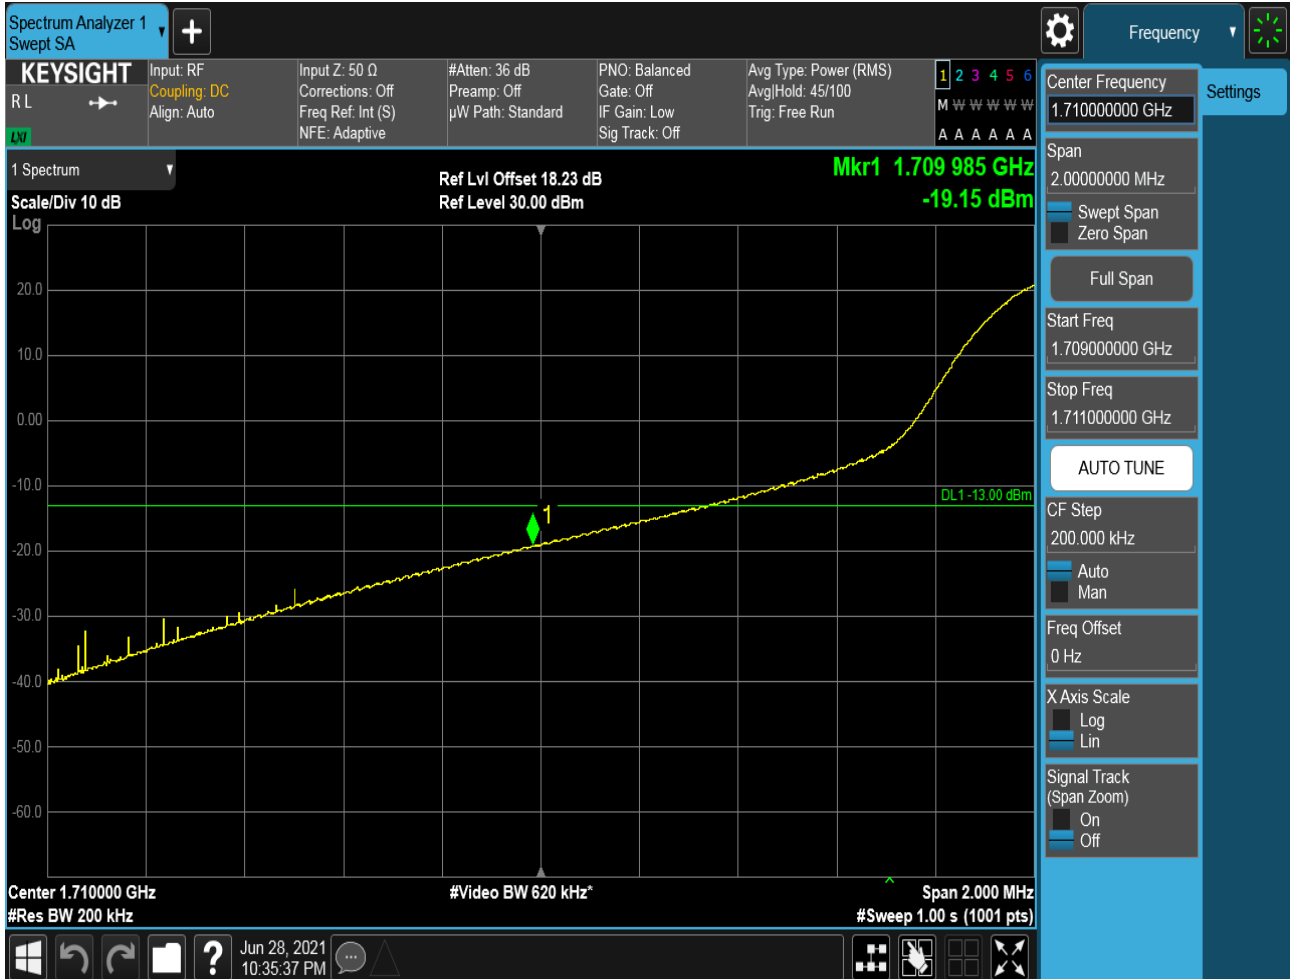 Spectrum Analyzer 1
Swept SA
Frequency
KEYSIGHT
R L
LXI
Input: RF
Coupling: DC
Align: Auto
Input Z: 50 Ω
Corrections: Off
Freq Ref: Int (S)
NFE: Adaptive
#Atten: 36 dB
Preamp: Off
µW Path: Standard
PNO: Balanced
Gate: Off
IF Gain: Low
Sig Track: Off
Avg Type: Power (RMS)
Avg|Hold: 45/100
Trig: Free Run
1 2 3 4 5 6
M W W W W W
A A A A A A
1 Spectrum
Scale/Div 10 dB
Log
Ref Lvl Offset 18.23 dB
Ref Level 30.00 dBm
Mkr1 1.709 985 GHz
-19.15 dBm
20.0
10.0
0.00
-10.0
-20.0
-30.0
-40.0
-50.0
-60.0
DL1 -13.00 dBm
1
Center 1.710000 GHz
#Res BW 200 kHz
#Video BW 620 kHz*
Span 2.000 MHz
#Sweep 1.00 s (1001 pts)
Center Frequency
1.710000000 GHz
Settings
Span
2.00000000 MHz
Swept Span
Zero Span
Full Span
Start Freq
1.709000000 GHz
Stop Freq
1.711000000 GHz
AUTO TUNE
CF Step
200.000 kHz
Auto
Man
Freq Offset
0 Hz
X Axis Scale
Log
Lin
Signal Track
(Span Zoom)
On
Off
?
Jun 28, 2021
10:35:37 PM